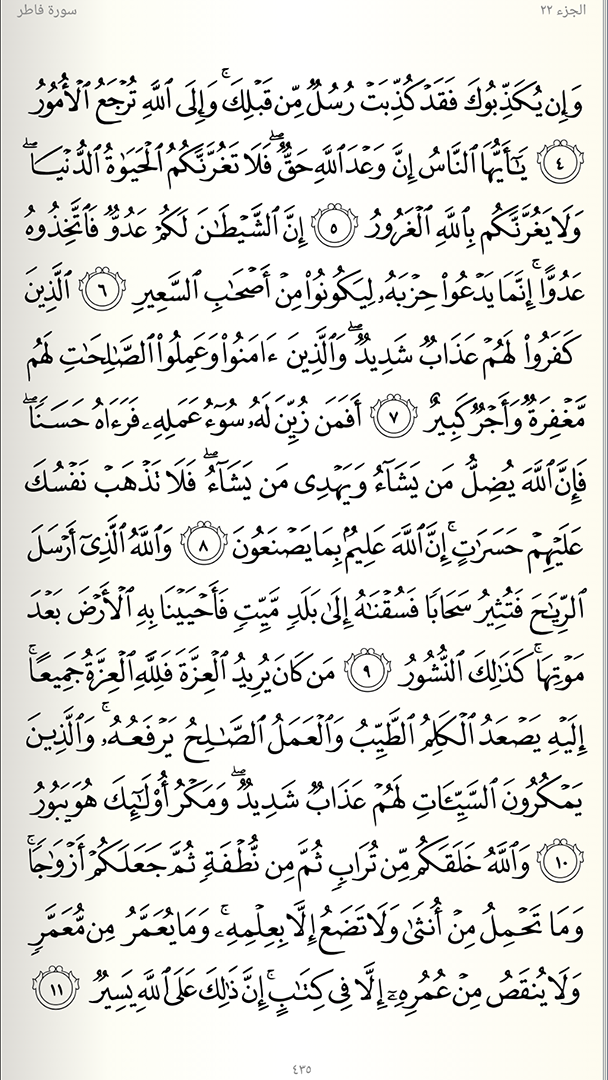 الجزء ٢٢
سورة فاطر
وَإِن يُكَذِّبُوكَ فَقَدْ كُذِّبَتْ رُسُلٌ مِّن قَبْلِكَ ۚ وَإِلَى ٱللَّهِ تُرْجَعُ ٱلْأُمُورُ
٤ يَـٰٓأَيُّهَا ٱلنَّاسُ إِنَّ وَعْدَ ٱللَّهِ حَقٌّ ۖ فَلَا تَغُرَّنَّكُمُ ٱلْحَيَوٰةُ ٱلدُّنْيَا ۖ
وَلَا يَغُرَّنَّكُم بِٱللَّهِ ٱلْغَرُورُ ٥ إِنَّ ٱلشَّيْطَـٰنَ لَكُمْ عَدُوٌّ فَٱتَّخِذُوهُ
عَدُوًّا ۚ إِنَّمَا يَدْعُوا۟ حِزْبَهُۥ لِيَكُونُوا۟ مِنْ أَصْحَـٰبِ ٱلسَّعِيرِ ٦ ٱلَّذِينَ
كَفَرُوا۟ لَهُمْ عَذَابٌ شَدِيدٌ ۖ وَٱلَّذِينَ ءَامَنُوا۟ وَعَمِلُوا۟ ٱلصَّـٰلِحَـٰتِ لَهُم
مَّغْفِرَةٌ وَأَجْرٌ كَبِيرٌ ٧ أَفَمَن زُيِّنَ لَهُۥ سُوٓءُ عَمَلِهِۦ فَرَءَاهُ حَسَنًا ۖ
فَإِنَّ ٱللَّهَ يُضِلُّ مَن يَشَآءُ وَيَهْدِى مَن يَشَآءُ ۖ فَلَا تَذْهَبْ نَفْسُكَ
عَلَيْهِمْ حَسَرَٰتٍ ۚ إِنَّ ٱللَّهَ عَلِيمٌۢ بِمَا يَصْنَعُونَ ٨ وَٱللَّهُ ٱلَّذِىٓ أَرْسَلَ
ٱلرِّيَـٰحَ فَتُثِيرُ سَحَابًا فَسُقْنَـٰهُ إِلَىٰ بَلَدٍ مَّيِّتٍ فَأَحْيَيْنَا بِهِ ٱلْأَرْضَ بَعْدَ
مَوْتِهَا ۚ كَذَٰلِكَ ٱلنُّشُورُ ٩ مَن كَانَ يُرِيدُ ٱلْعِزَّةَ فَلِلَّهِ ٱلْعِزَّةُ جَمِيعًا ۚ
إِلَيْهِ يَصْعَدُ ٱلْكَلِمُ ٱلطَّيِّبُ وَٱلْعَمَلُ ٱلصَّـٰلِحُ يَرْفَعُهُۥ ۚ وَٱلَّذِينَ
يَمْكُرُونَ ٱلسَّيِّـَٔاتِ لَهُمْ عَذَابٌ شَدِيدٌ ۖ وَمَكْرُ أُو۟لَـٰٓئِكَ هُوَ يَبُورُ
١٠ وَٱللَّهُ خَلَقَكُم مِّن تُرَابٍ ثُمَّ مِن نُّطْفَةٍ ثُمَّ جَعَلَكُمْ أَزْوَٰجًا ۚ
وَمَا تَحْمِلُ مِنْ أُنثَىٰ وَلَا تَضَعُ إِلَّا بِعِلْمِهِۦ ۚ وَمَا يُعَمَّرُ مِن مُّعَمَّرٍ
وَلَا يُنقَصُ مِنْ عُمُرِهِۦٓ إِلَّا فِى كِتَـٰبٍ ۚ إِنَّ ذَٰلِكَ عَلَى ٱللَّهِ يَسِيرٌ ١١
٤٣٥